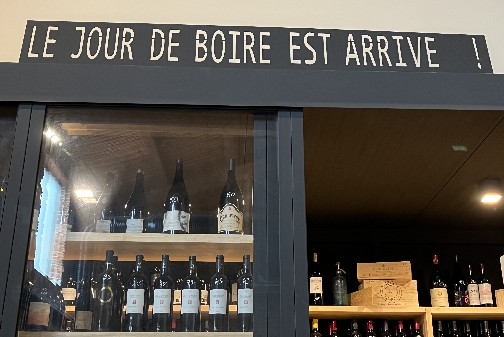 LE JOUR DE BOIRE EST ARRIVE !